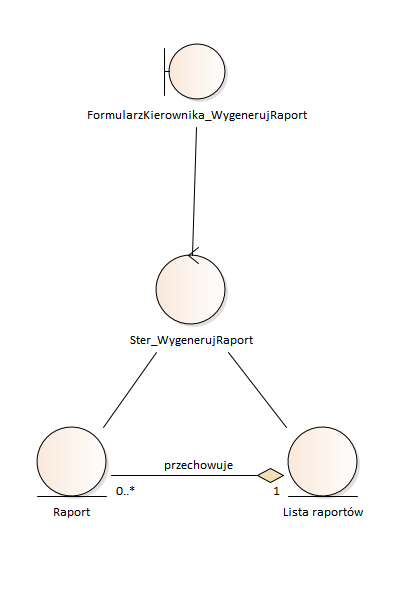 FormularzKierownika_WygenerujRaport
Ster_WygenerujRaport
przechowuje
0..*
1
Raport
Lista raportów